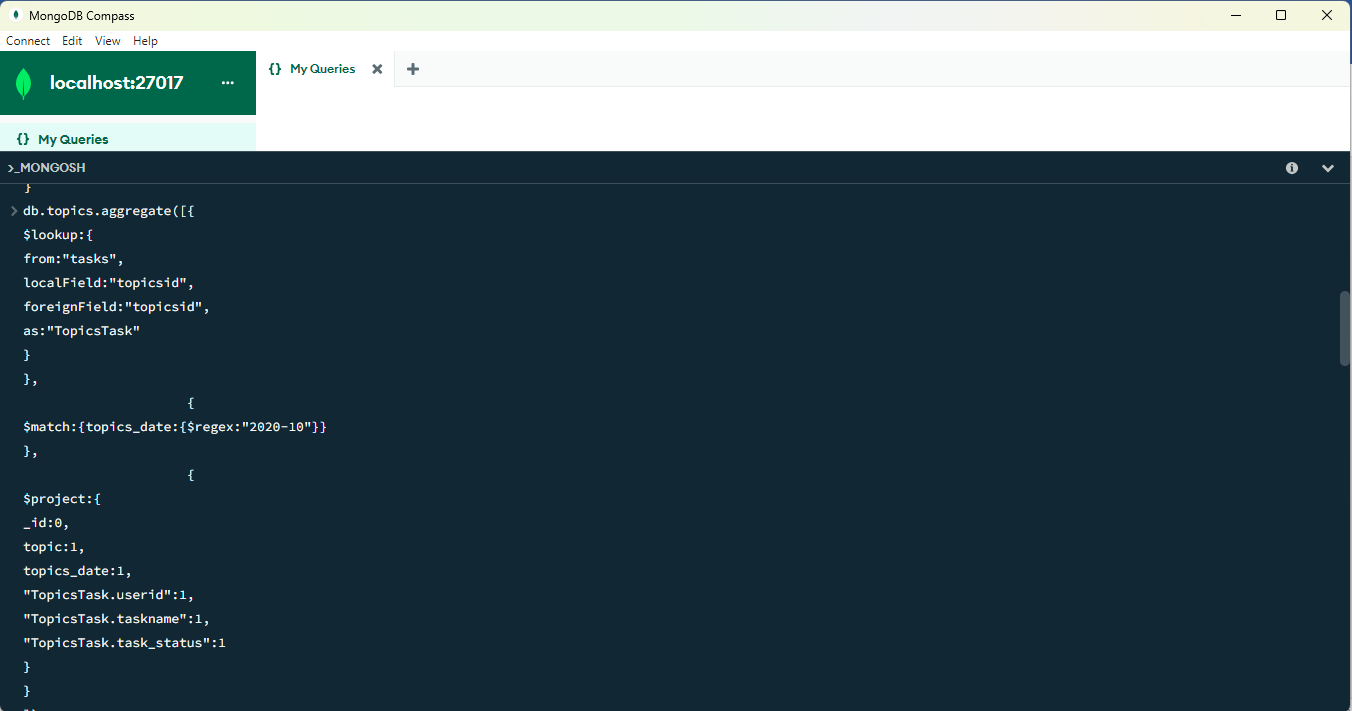 MongoDB Compass
Connect Edit View Help
localhost:27017 ...
{} My Queries
{} My Queries
>_MONGOSH
}
> db.topics.aggregate([{
$lookup:{
from:"tasks",
localField:"topicsid",
foreignField:"topicsid",
as:"TopicsTask"
}
},
{
$match:{topics_date:{$regex:"2020-10"}}
},
{
$project:{
_id:0,
topic:1,
topics_date:1,
"TopicsTask.userid":1,
"TopicsTask.taskname":1,
"TopicsTask.task_status":1
}
}